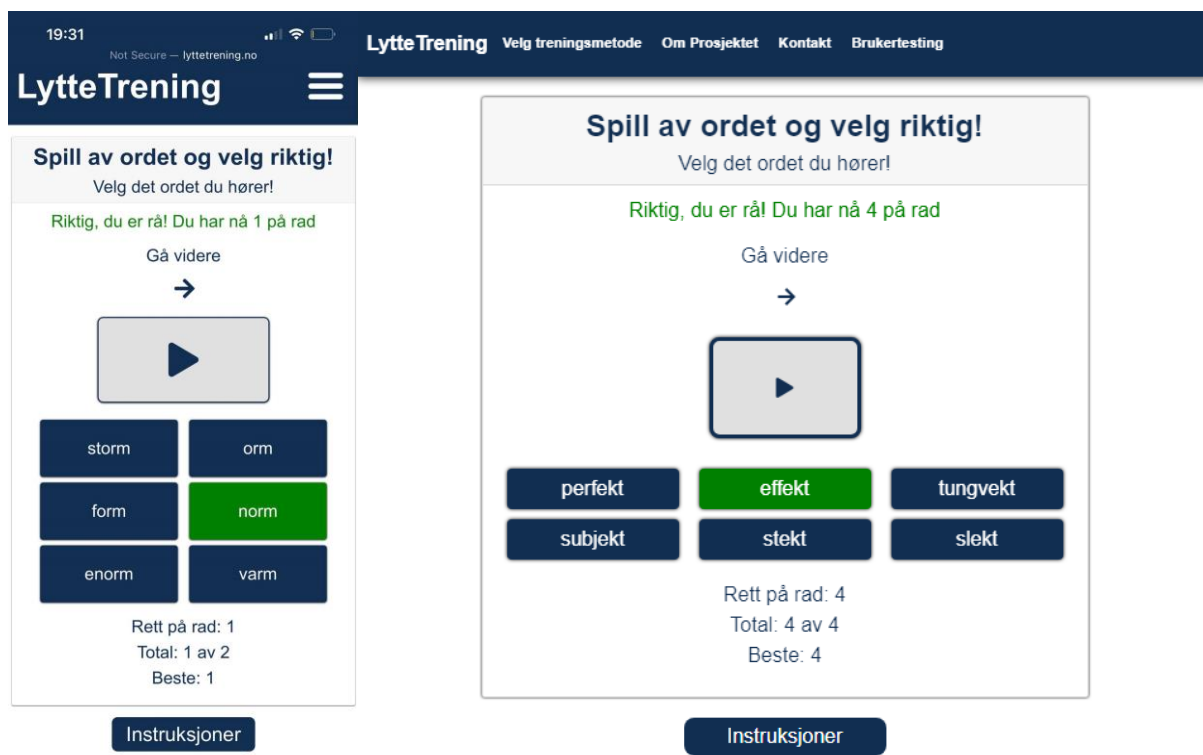 19:31
Not Secure — lyttetrening.no
LytteTrening
Spill av ordet og velg riktig!
Velg det ordet du hører!
Riktig, du er rå! Du har nå 1 på rad
Gå videre
storm orm
form norm
enorm varm
Rett på rad: 1
Total: 1 av 2
Beste: 1
Instruksjoner
LytteTrening Velg treningsmetode Om Prosjektet Kontakt Brukertesting
Spill av ordet og velg riktig!
Velg det ordet du hører!
Riktig, du er rå! Du har nå 4 på rad
Gå videre
perfekt effekt tungvekt
subjekt stekt slekt
Rett på rad: 4
Total: 4 av 4
Beste: 4
Instruksjoner